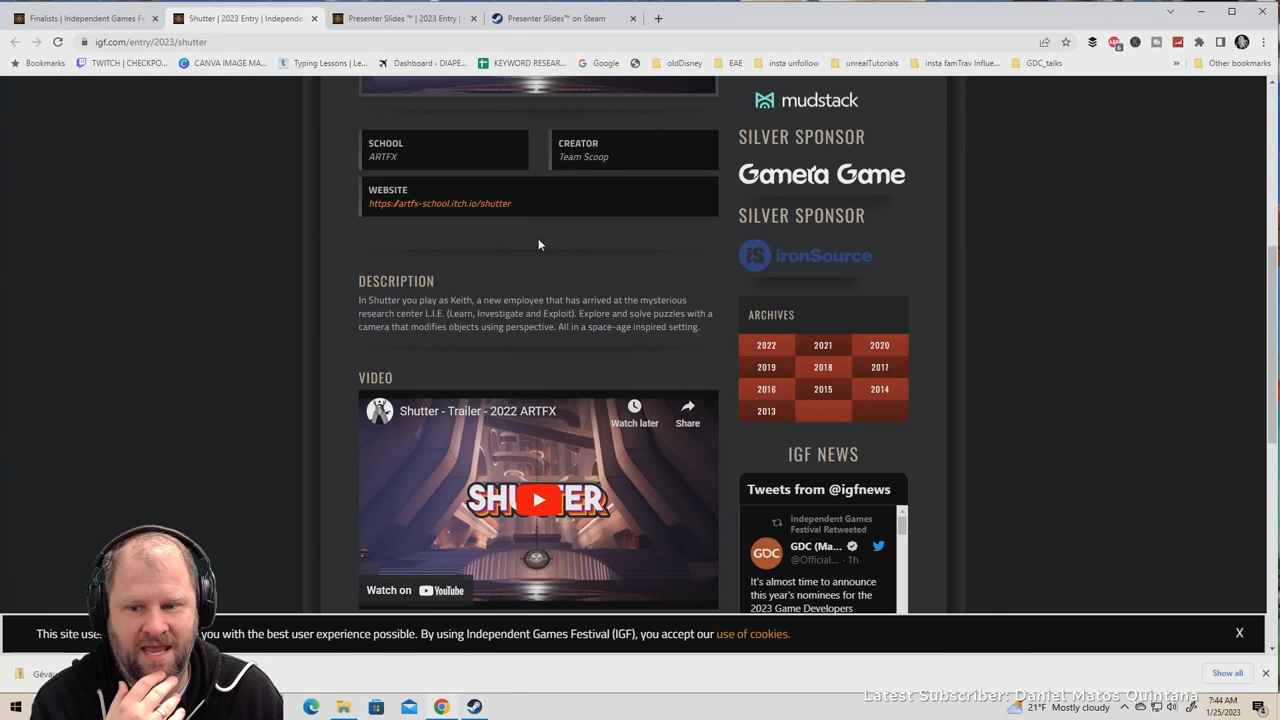 Finalists | Independent Games Fe
Shutter | 2023 Entry | Independe
Presenter Slides ™ | 2023 Entry |
Presenter Slides™ on Steam
igf.com/entry/2023/shutter
Bookmarks
TWITCH | CHECKPO...
CANVA IMAGE MA...
Typing Lessons | Le...
Dashboard ‹ DIAPE...
KEYWORD RESEAR...
Google
oldDisney
EAE
insta unfollow
unrealTutorials
insta famTrav Influe...
GDC_talks
»
Other bookmarks
mudstack
SCHOOL
ARTFX
CREATOR
Team Scoop
WEBSITE
https://artfx-school.itch.io/shutter
SILVER SPONSOR
Gamera Game
SILVER SPONSOR
iS ironSource
DESCRIPTION
In Shutter you play as Keith, a new employee that has arrived at the mysterious
research center L.I.E. (Learn, Investigate and Exploit). Explore and solve puzzles with a
camera that modifies objects using perspective. All in a space-age inspired setting.
ARCHIVES
2022 2021 2020
2019 2018 2017
2016 2015 2014
2013
VIDEO
Shutter - Trailer - 2022 ARTFX
Watch later
Share
SHUTTER
Watch on YouTube
IGF NEWS
Tweets from @igfnews
Independent Games
Festival Retweeted
GDC
GDC (Ma...
@Official... · 1h
It's almost time to announce
this year's nominees for the
2023 Game Developers
This site use
you with the best user experience possible. By using Independent Games Festival (IGF), you accept our use of cookies.
X
Géva
Show all
Latest Subscriber: Daniel Matos Quintana
21°F Mostly cloudy
7:44 AM
1/25/2023
4